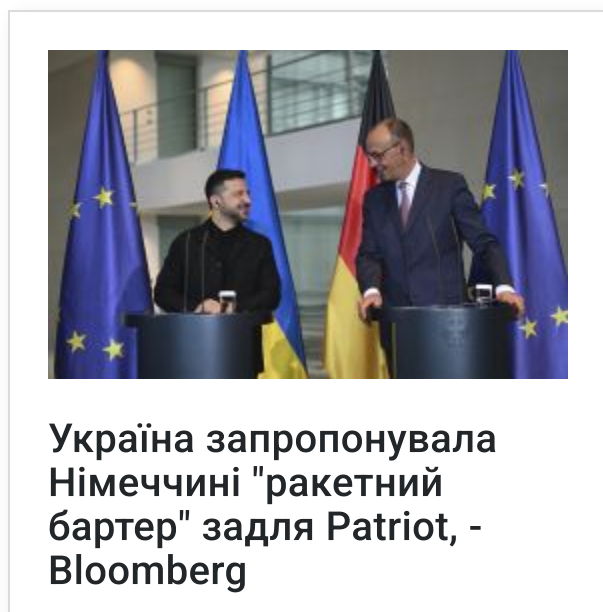 Україна запропонувала
Німеччині "ракетний
бартер" задля Patriot, -
Bloomberg